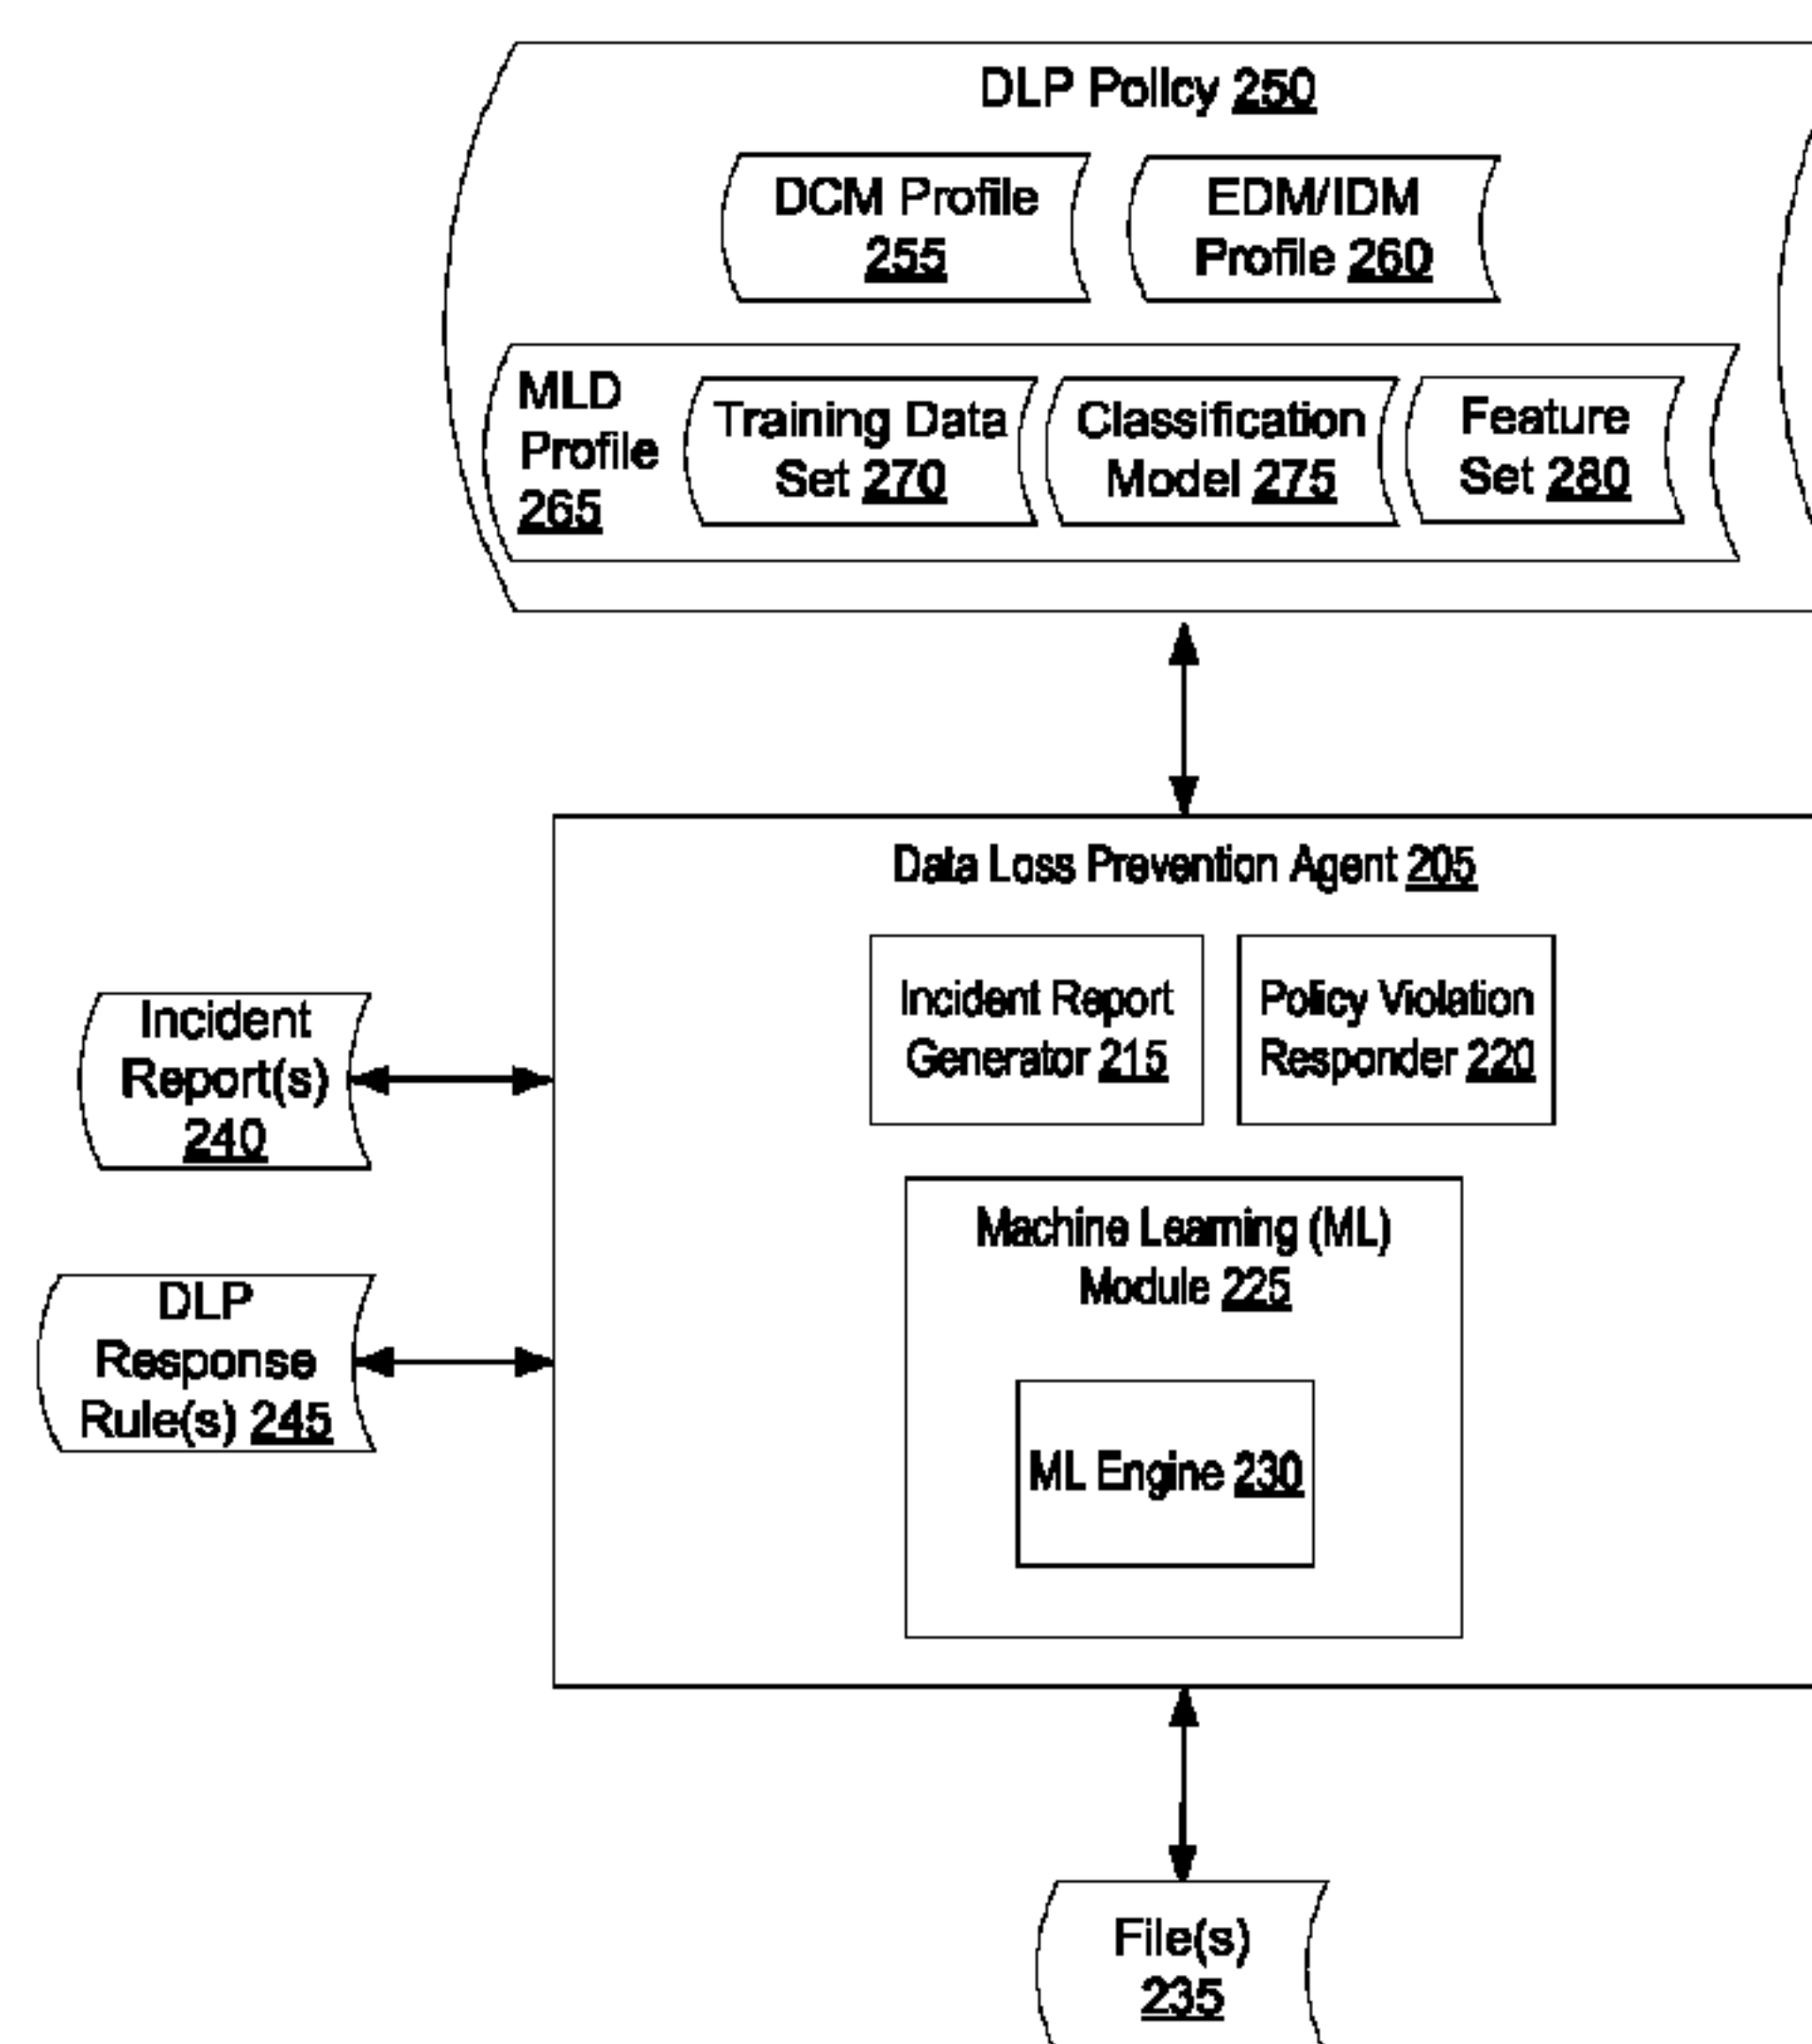 DLP Policy 250
DCM Profile
255
EDM/IDM
Profile 260
MLD
Profile
265
Training Data
Set 270
Classification
Model 275
Feature
Set 280
Data Loss Prevention Agent 205
Incident Report
Generator 215
Policy Violation
Responder 220
Incident
Report(s)
240
Machine Learning (ML)
Module 225
DLP
Response
Rule(s) 245
ML Engine 230
File(s)
235